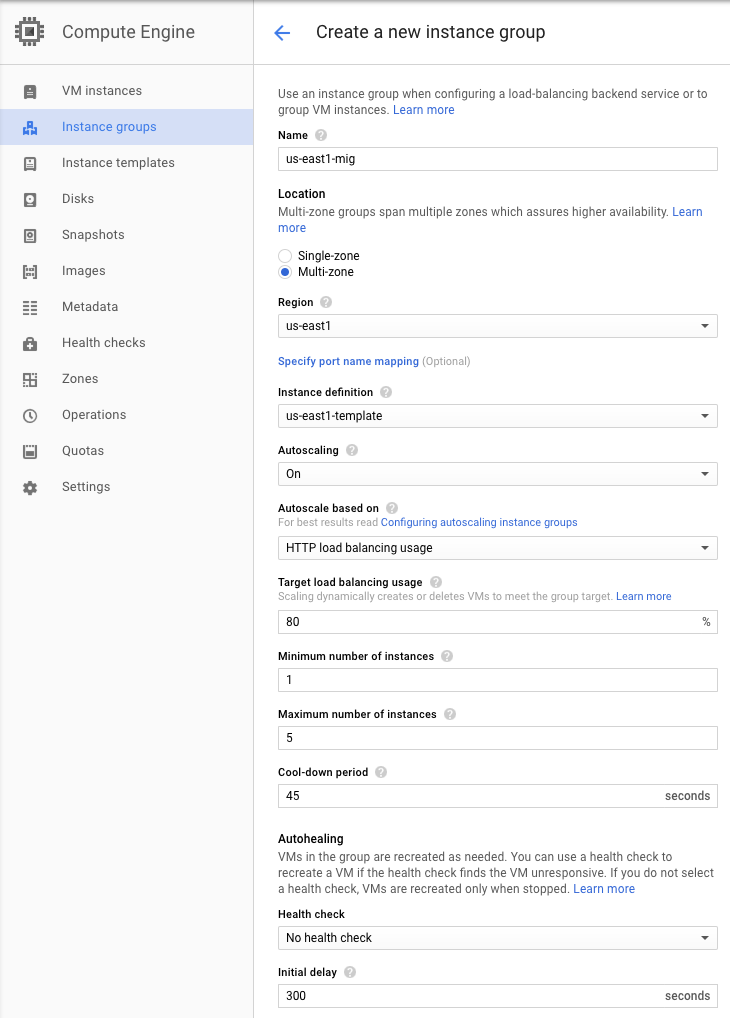 Compute Engine
VM instances
Instance groups
Instance templates
Disks
Snapshots
Images
Metadata
Health checks
Zones
Operations
Quotas
Settings
Create a new instance group
Use an instance group when configuring a load-balancing backend service or to
group VM instances. Learn more
Name ?
us-east1-mig
Location
Multi-zone groups span multiple zones which assures higher availability. Learn
more
Single-zone
Multi-zone
Region ?
us-east1
Specify port name mapping (Optional)
Instance definition ?
us-east1-template
Autoscaling ?
On
Autoscale based on ?
For best results read Configuring autoscaling instance groups
HTTP load balancing usage
Target load balancing usage ?
Scaling dynamically creates or deletes VMs to meet the group target. Learn more
80 %
Minimum number of instances ?
1
Maximum number of instances ?
5
Cool-down period ?
45 seconds
Autohealing
VMs in the group are recreated as needed. You can use a health check to
recreate a VM if the health check finds the VM unresponsive. If you do not select
a health check, VMs are recreated only when stopped. Learn more
Health check
No health check
Initial delay ?
300 seconds